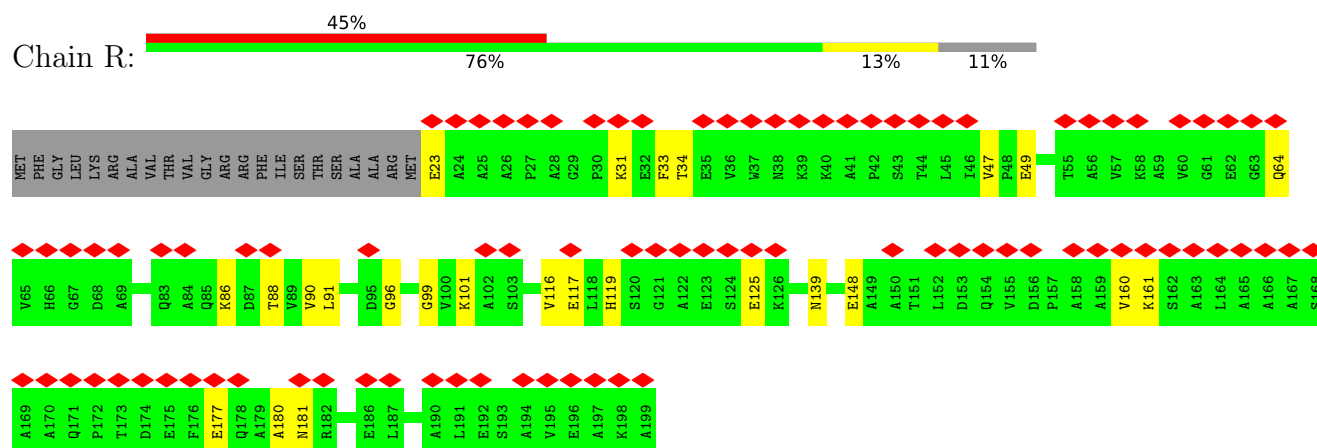 45%
Chain R:
76% 13% 11%
MET PHE GLY LEU LYS ARG ALA VAL THR VAL GLY ARG ARG PHE ILE SER THR SER ALA ALA ARG MET E23 A24 A25 A26 P27 A28 G29 P30 K31 E32 F33 T34 E35 V36 W37 N38 K39 K40 A41 P42 S43 T44 L45 I46 V47 P48 E49 T55 A56 V57 K58 A59 V60 G61 E62 G63 Q64
V65 H66 G67 D68 A69 Q83 A84 Q85 K86 D87 T88 V89 V90 L91 D95 G96 G99 V100 K101 A102 S103 V116 E117 L118 H119 S120 G121 A122 E123 S124 E125 K126 N139 E148 A149 A150 T151 L152 D153 Q154 V155 D156 P157 A158 A159 V160 K161 S162 A163 L164 A165 A166 A167 S168
A169 A170 Q171 P172 T173 D174 E175 F176 E177 Q178 A179 A180 N181 R182 E186 L187 A190 L191 E192 S193 A194 V195 E196 A197 K198 A199